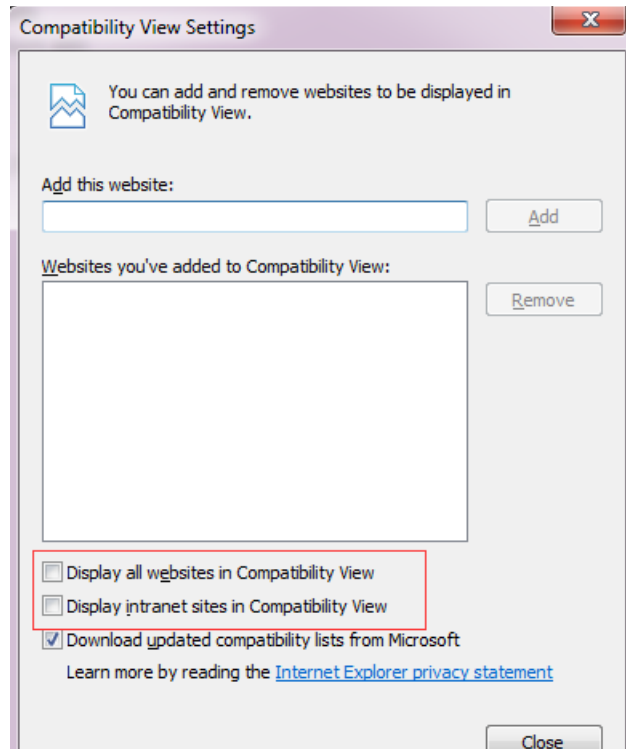 Compatibility View Settings
You can add and remove websites to be displayed in
Compatibility View.
Add this website:
Add
Websites you've added to Compatibility View:
Remove
Display all websites in Compatibility View
Display intranet sites in Compatibility View
Download updated compatibility lists from Microsoft
Learn more by reading the Internet Explorer privacy statement
Close